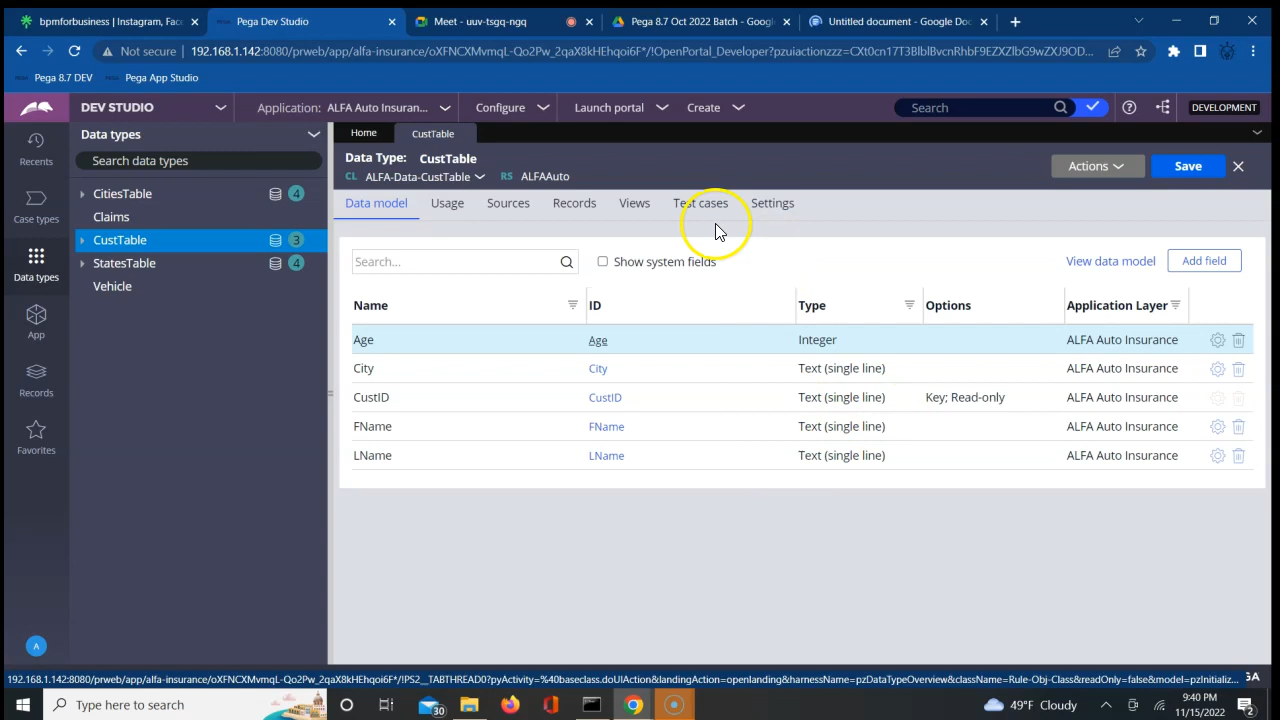 bpmforbusiness | Instagram, Face
Pega Dev Studio
Meet - uuv-tsgq-ngq
Pega 8.7 Oct 2022 Batch - Google
Untitled document - Google Doc
Not secure
192.168.1.142:8080/prweb/app/alfa-insurance/oXFNCXMvmqL-Qo2Pw_2qaX8kHEhqoi6F*/!OpenPortal_Developer?pzuiactionzzz=CXt0cn17T3BlblBvcnRhbF9EZXZlbG9wZXJ9OD...
Pega 8.7 DEV
Pega App Studio
DEV STUDIO
Application: ALFA Auto Insuran...
Configure
Launch portal
Create
Search
DEVELOPMENT
Recents
Case types
Data types
App
Records
Favorites
A
Data types
Search data types
CitiesTable 4
Claims
CustTable 3
StatesTable 4
Vehicle
Home
CustTable
Data Type: CustTable
CL ALFA-Data-CustTable RS ALFAAuto
Actions
Save
Data model
Usage
Sources
Records
Views
Test cases
Settings
Search...
Show system fields
View data model
Add field
Name ID Type Options Application Layer
Age Age Integer ALFA Auto Insurance
City City Text (single line) ALFA Auto Insurance
CustID CustID Text (single line) Key; Read-only ALFA Auto Insurance
FName FName Text (single line) ALFA Auto Insurance
LName LName Text (single line) ALFA Auto Insurance
192.168.1.142:8080/prweb/app/alfa-insurance/oXFNCXMvmqL-Qo2Pw_2qaX8kHEhqoi6F*/!PS2__TABTHREAD0?pyActivity=%40baseclass.doUIAction&landingAction=openlanding&harnessName=pzDataTypeOverview&className=Rule-Obj-Class&readOnly=false&model=pzInitializ...
GA
Type here to search
30
49°F Cloudy
9:40 PM
11/15/2022
2